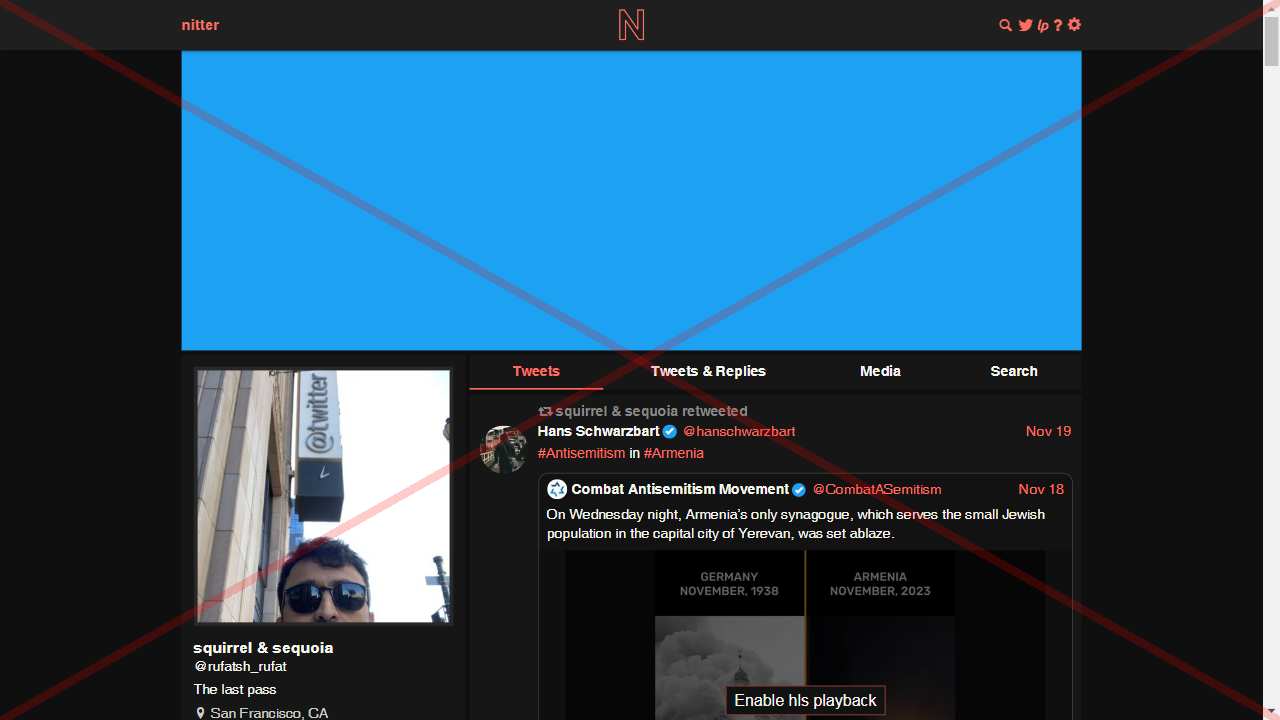 nitter
N
lp ?
@twitter
squirrel & sequoia
@rufatsh_rufat
The last pass
San Francisco, CA
Tweets
Tweets & Replies
Media
Search
squirrel & sequoia retweeted
Hans Schwarzbart @hanschwarzbart Nov 19
#Antisemitism in #Armenia
Combat Antisemitism Movement @CombatASemitism Nov 18
On Wednesday night, Armenia’s only synagogue, which serves the small Jewish
population in the capital city of Yerevan, was set ablaze.
GERMANY
NOVEMBER, 1938
ARMENIA
NOVEMBER, 2023
Enable hls playback